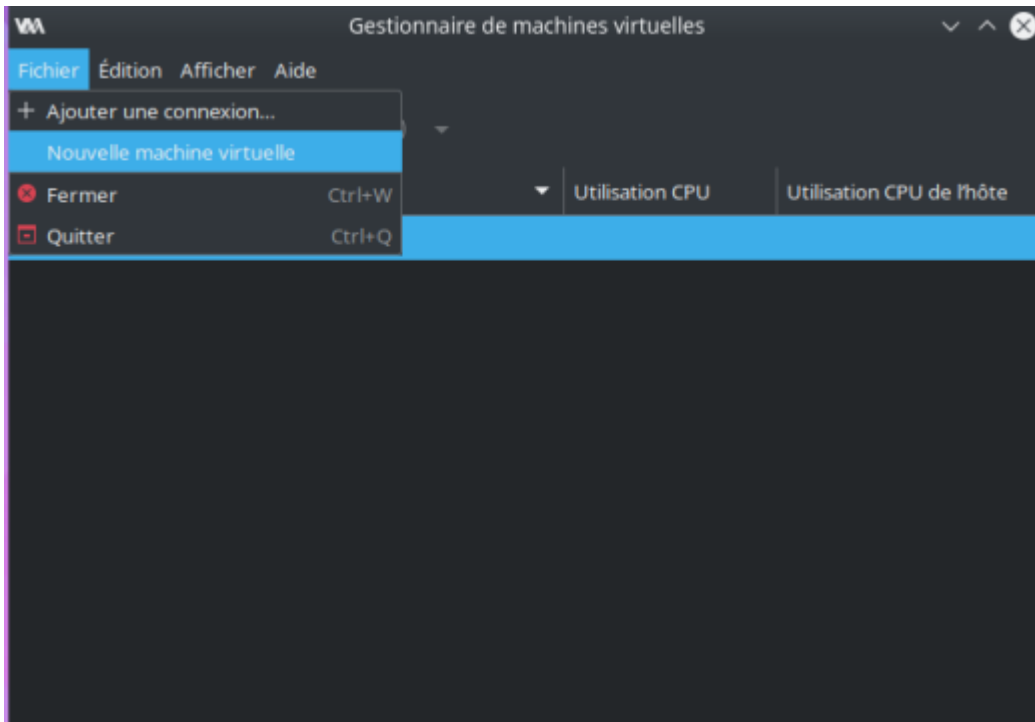 Gestionnaire de machines virtuelles
Fichier Édition Afficher Aide
+ Ajouter une connexion...
Nouvelle machine virtuelle
Fermer Ctrl+W
Utilisation CPU Utilisation CPU de l'hôte
Quitter Ctrl+Q